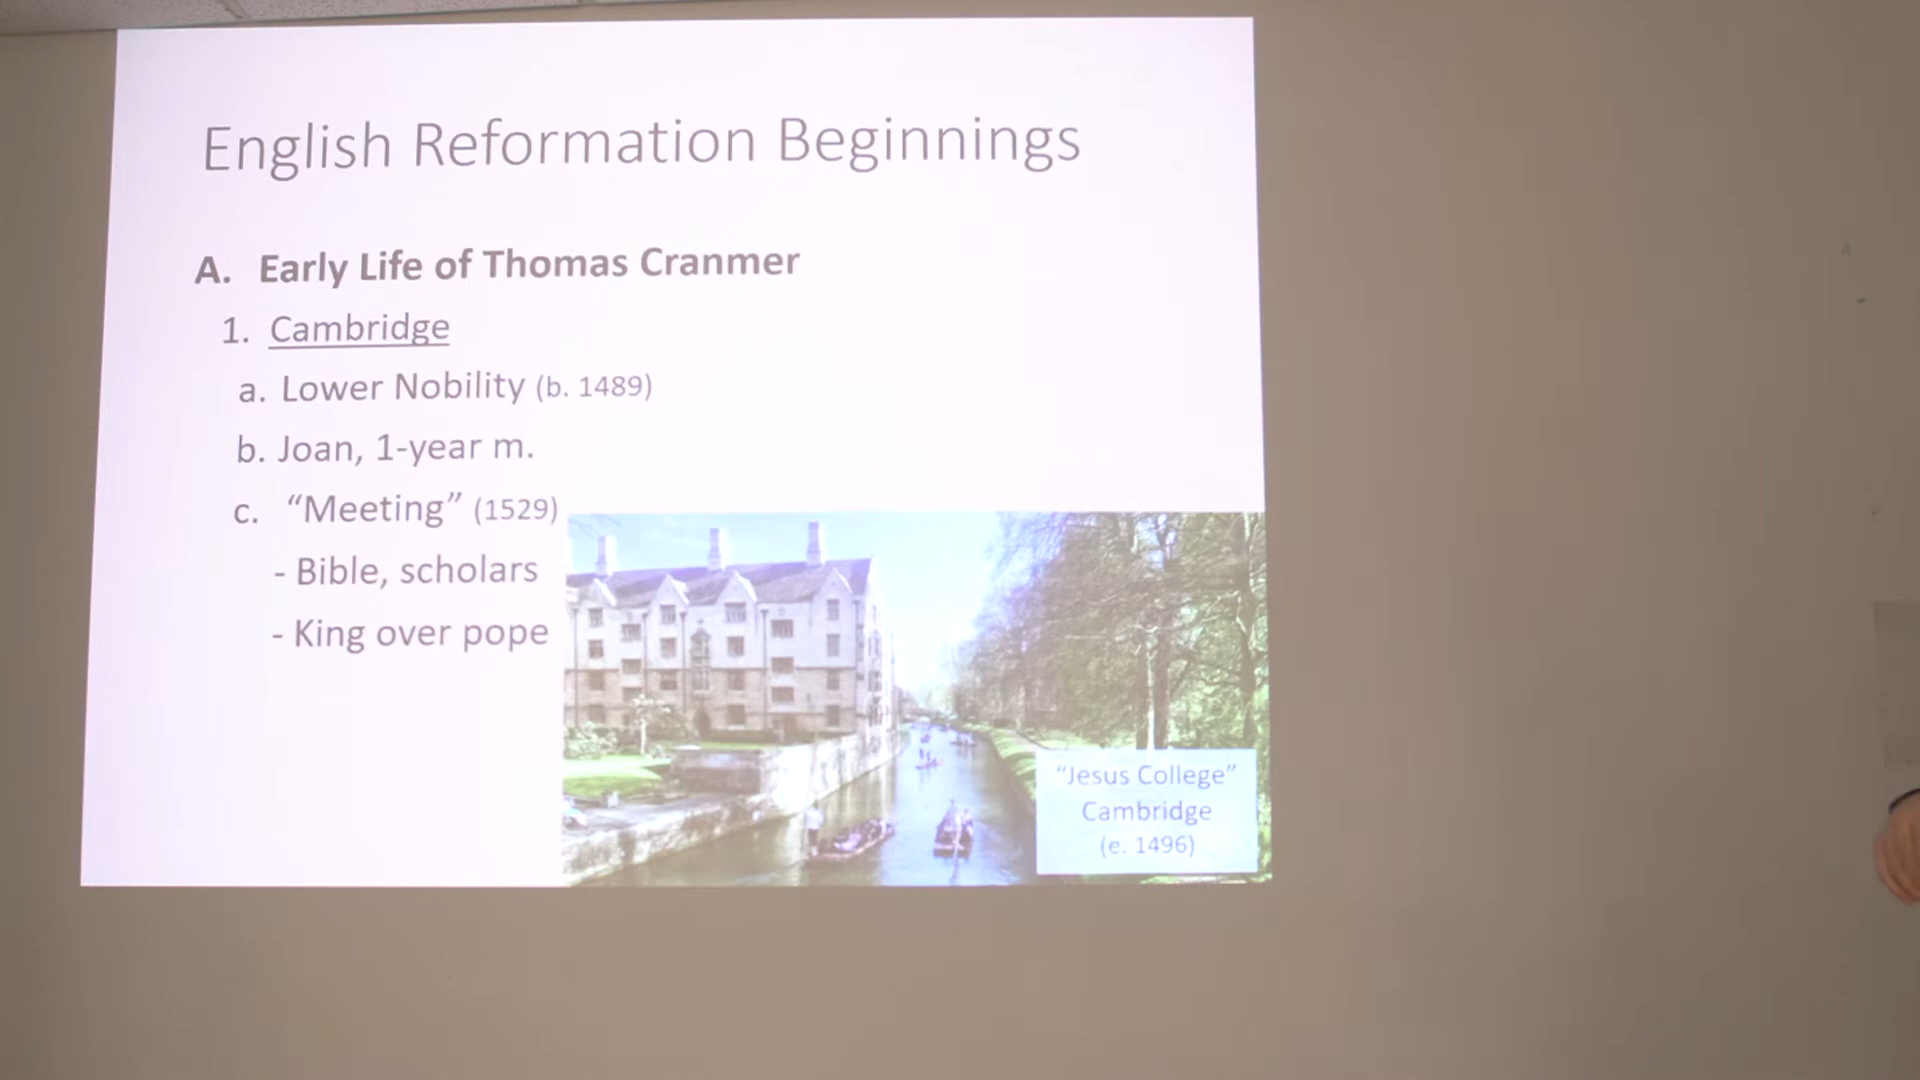 English Reformation Beginnings
A. Early Life of Thomas Cranmer
1. Cambridge
a. Lower Nobility (b. 1489)
b. Joan, 1-year m.
c. “Meeting” (1529)
- Bible, scholars
- King over pope
“Jesus College”
Cambridge
(e. 1496)